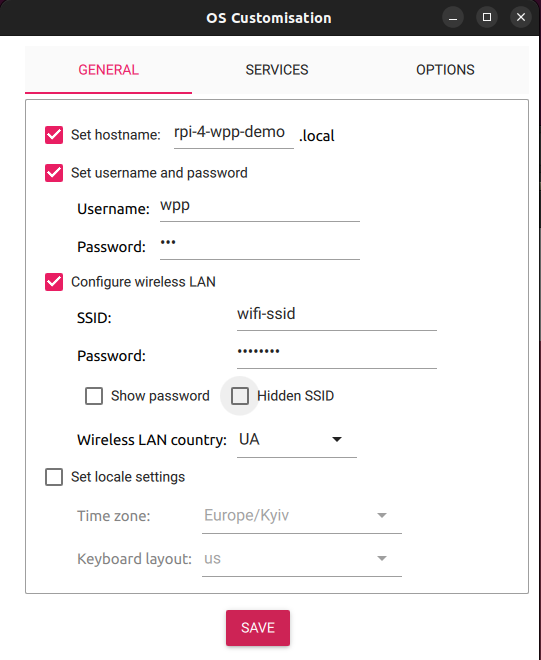 OS Customisation
GENERAL SERVICES OPTIONS
Set hostname: rpi-4-wpp-demo .local
Set username and password
Username: wpp
Password: •••
Configure wireless LAN
SSID: wifi-ssid
Password: ••••••••
Show password Hidden SSID
Wireless LAN country: UA
Set locale settings
Time zone: Europe/Kyiv
Keyboard layout: us
SAVE